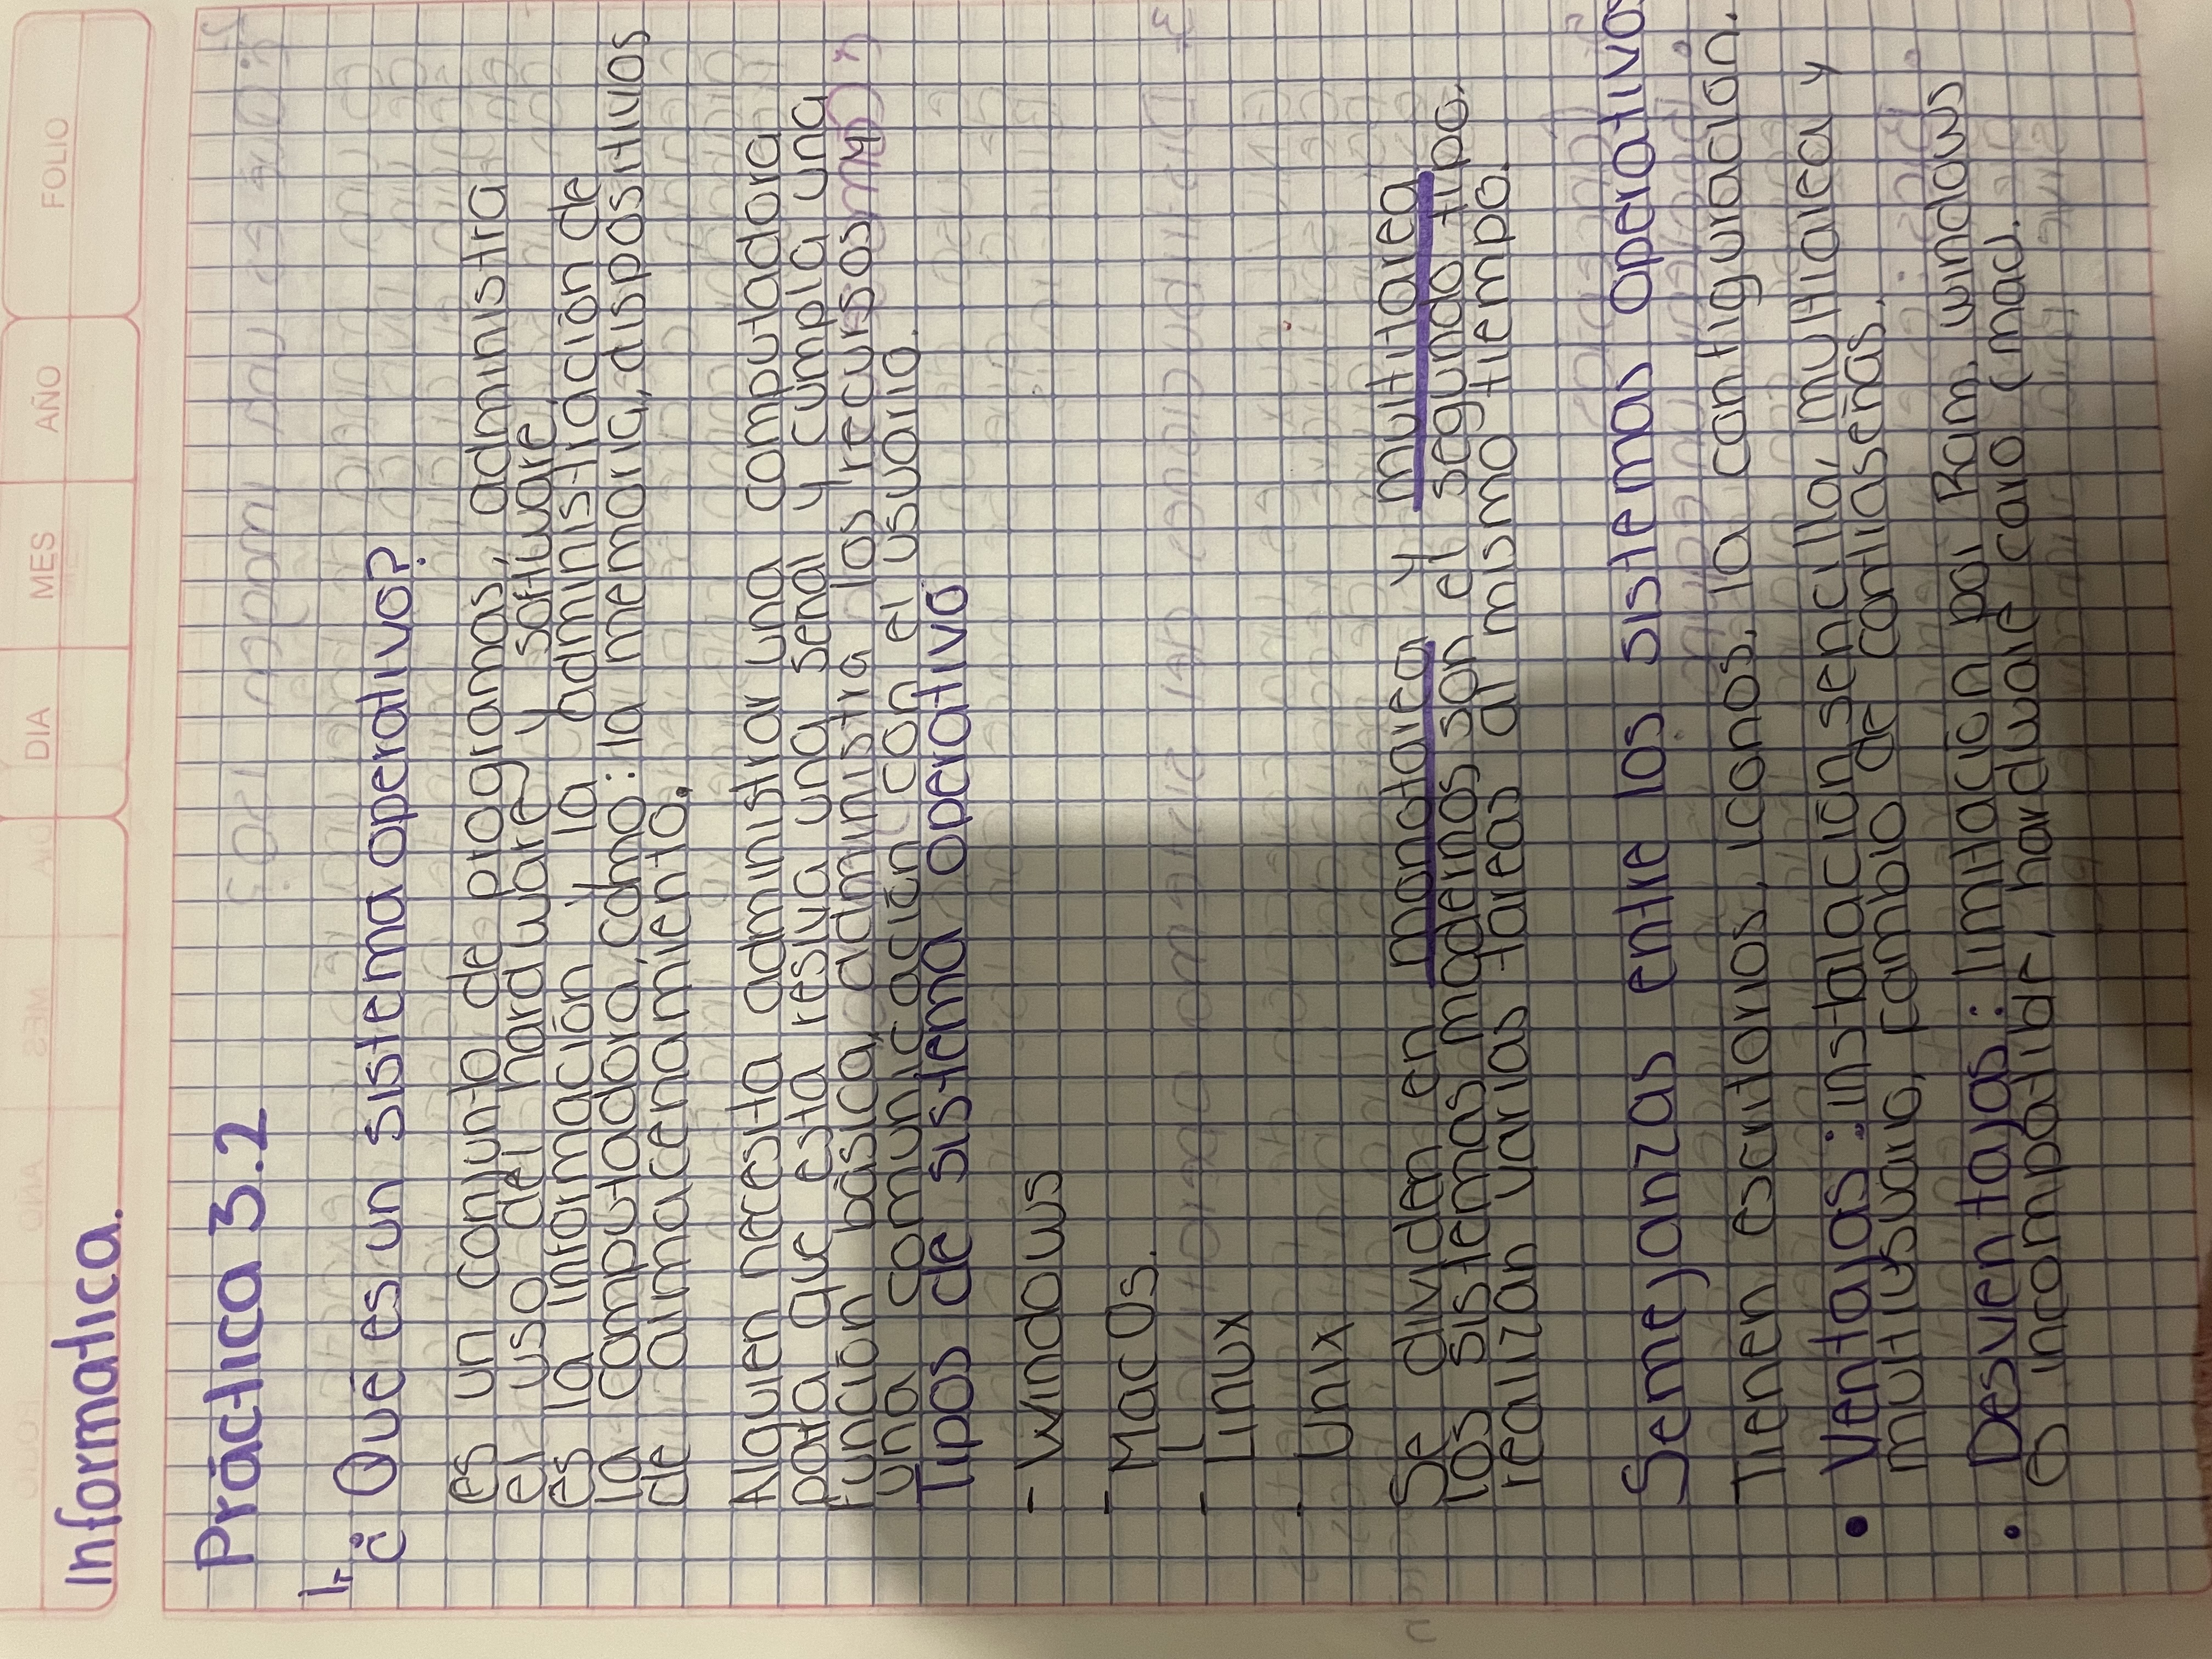 DIA MES AÑO FOLIO
Informatica.
Práctica 3.2
1.
¿Qué es un sistema operativo?
es un conjunto de programas, administra
el uso del hardware y software,
es la información y la administración de
la computadora, como: la memoria, dispositivos
de almacenamiento.
Alguien necesita administrar una computadora
para que esta resiva una señal y cumpla una
función básica, administra los recursos y
una comunicación con el usuario.
Tipos de sistema operativo
- Windows
- MacOs.
- Linux
- Unix
Se dividen en monotarea y multitarea
los sistemas modernos son el segundo tipo.
realizan varias tareas al mismo tiempo.
Semejanzas entre los sistemas operativos
Tienen escritorios, iconos, la configuración.
• Ventajas: instalación sencilla, multiarea y
multiusuario, cambio de contraseñas.
• Desventajas: limitación por Ram, windows
es incompatible, hardware caro (mac).